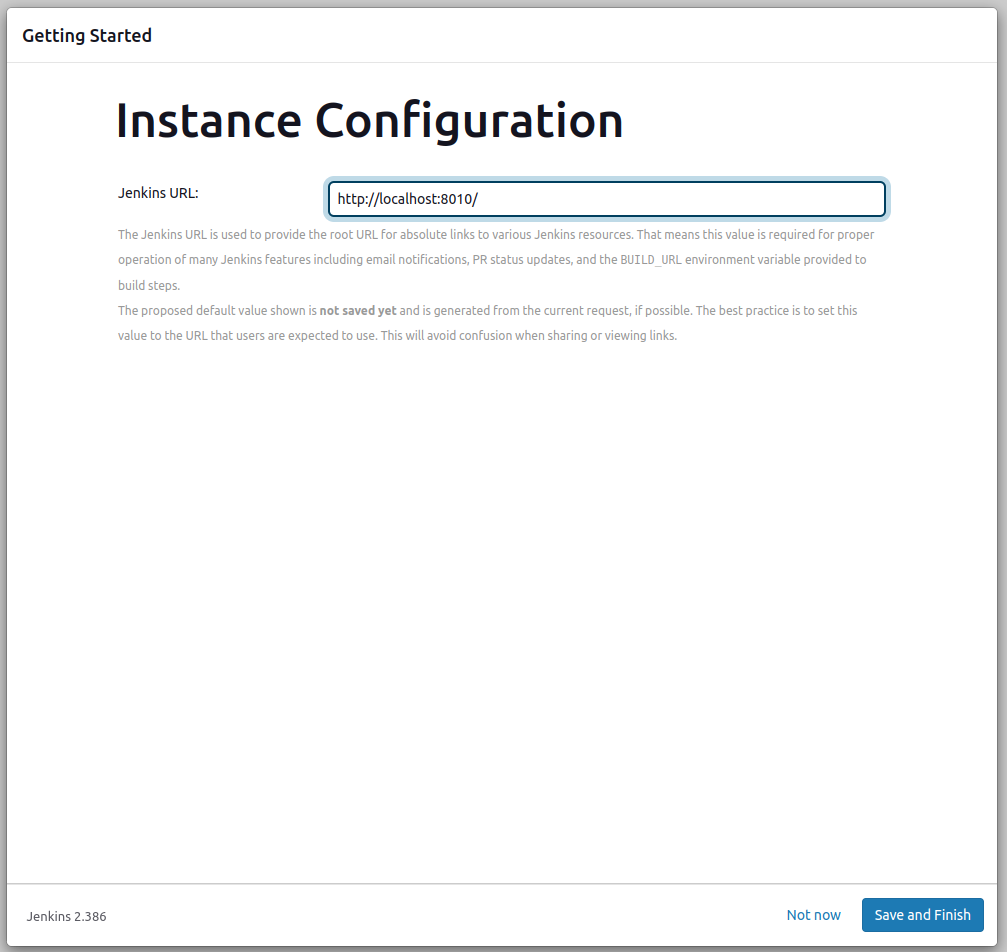 Getting Started
Instance Configuration
Jenkins URL:
http://localhost:8010/
The Jenkins URL is used to provide the root URL for absolute links to various Jenkins resources. That means this value is required for proper
operation of many Jenkins features including email notifications, PR status updates, and the BUILD_URL environment variable provided to
build steps.
The proposed default value shown is not saved yet and is generated from the current request, if possible. The best practice is to set this
value to the URL that users are expected to use. This will avoid confusion when sharing or viewing links.
Jenkins 2.386
Not now
Save and Finish